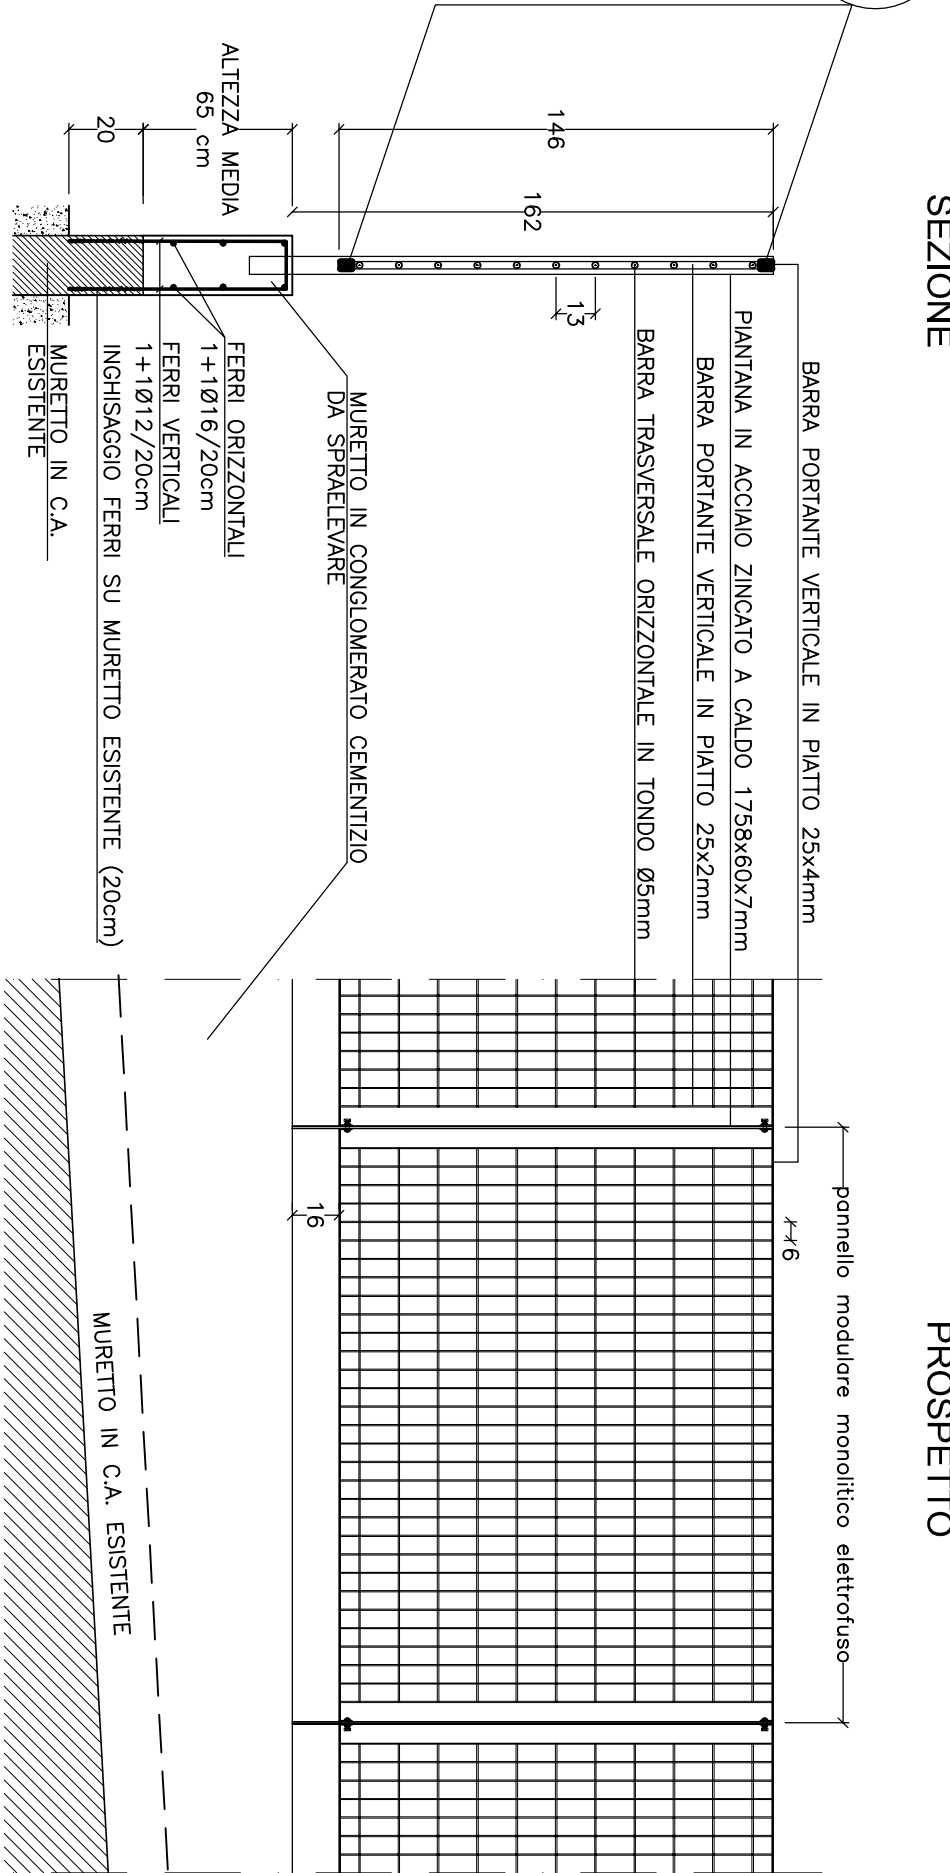 SEZIONE
PROSPETTO
BARRA PORTANTE VERTICALE IN PIATTO 25x4mm
PIANTANA IN ACCIAIO ZINCATO A CALDO 1758x60x7mm
BARRA PORTANTE VERTICALE IN PIATTO 25x2mm
BARRA TRASVERSALE ORIZZONTALE IN TONDO Ø5mm
146
162
13
ALTEZZA MEDIA
65 cm
20
MURETTO IN CONGLOMERATO CEMENTIZIO
DA SPRAELEVARE
FERRI ORIZZONTALI
1+1Ø16/20cm
FERRI VERTICALI
1+1Ø12/20cm
INGHISAGGIO FERRI SU MURETTO ESISTENTE (20cm)
MURETTO IN C.A.
ESISTENTE
pannello modulare monolitico elettrofuso
6
16
MURETTO IN C.A. ESISTENTE